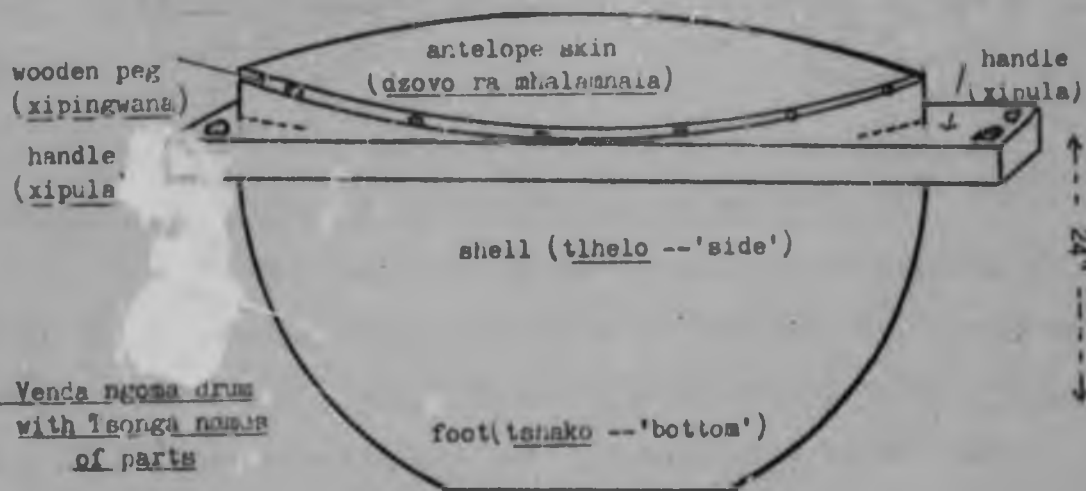 wooden peg
(xipingwana)
antelope skin
(dzovo ra mhalamhala)
handle
(xipula)
handle
(xipula
shell (tlhelo --'side')
24"
foot(tshako --'bottom')
Venda ngoma drum
with Tsonga names
of parts